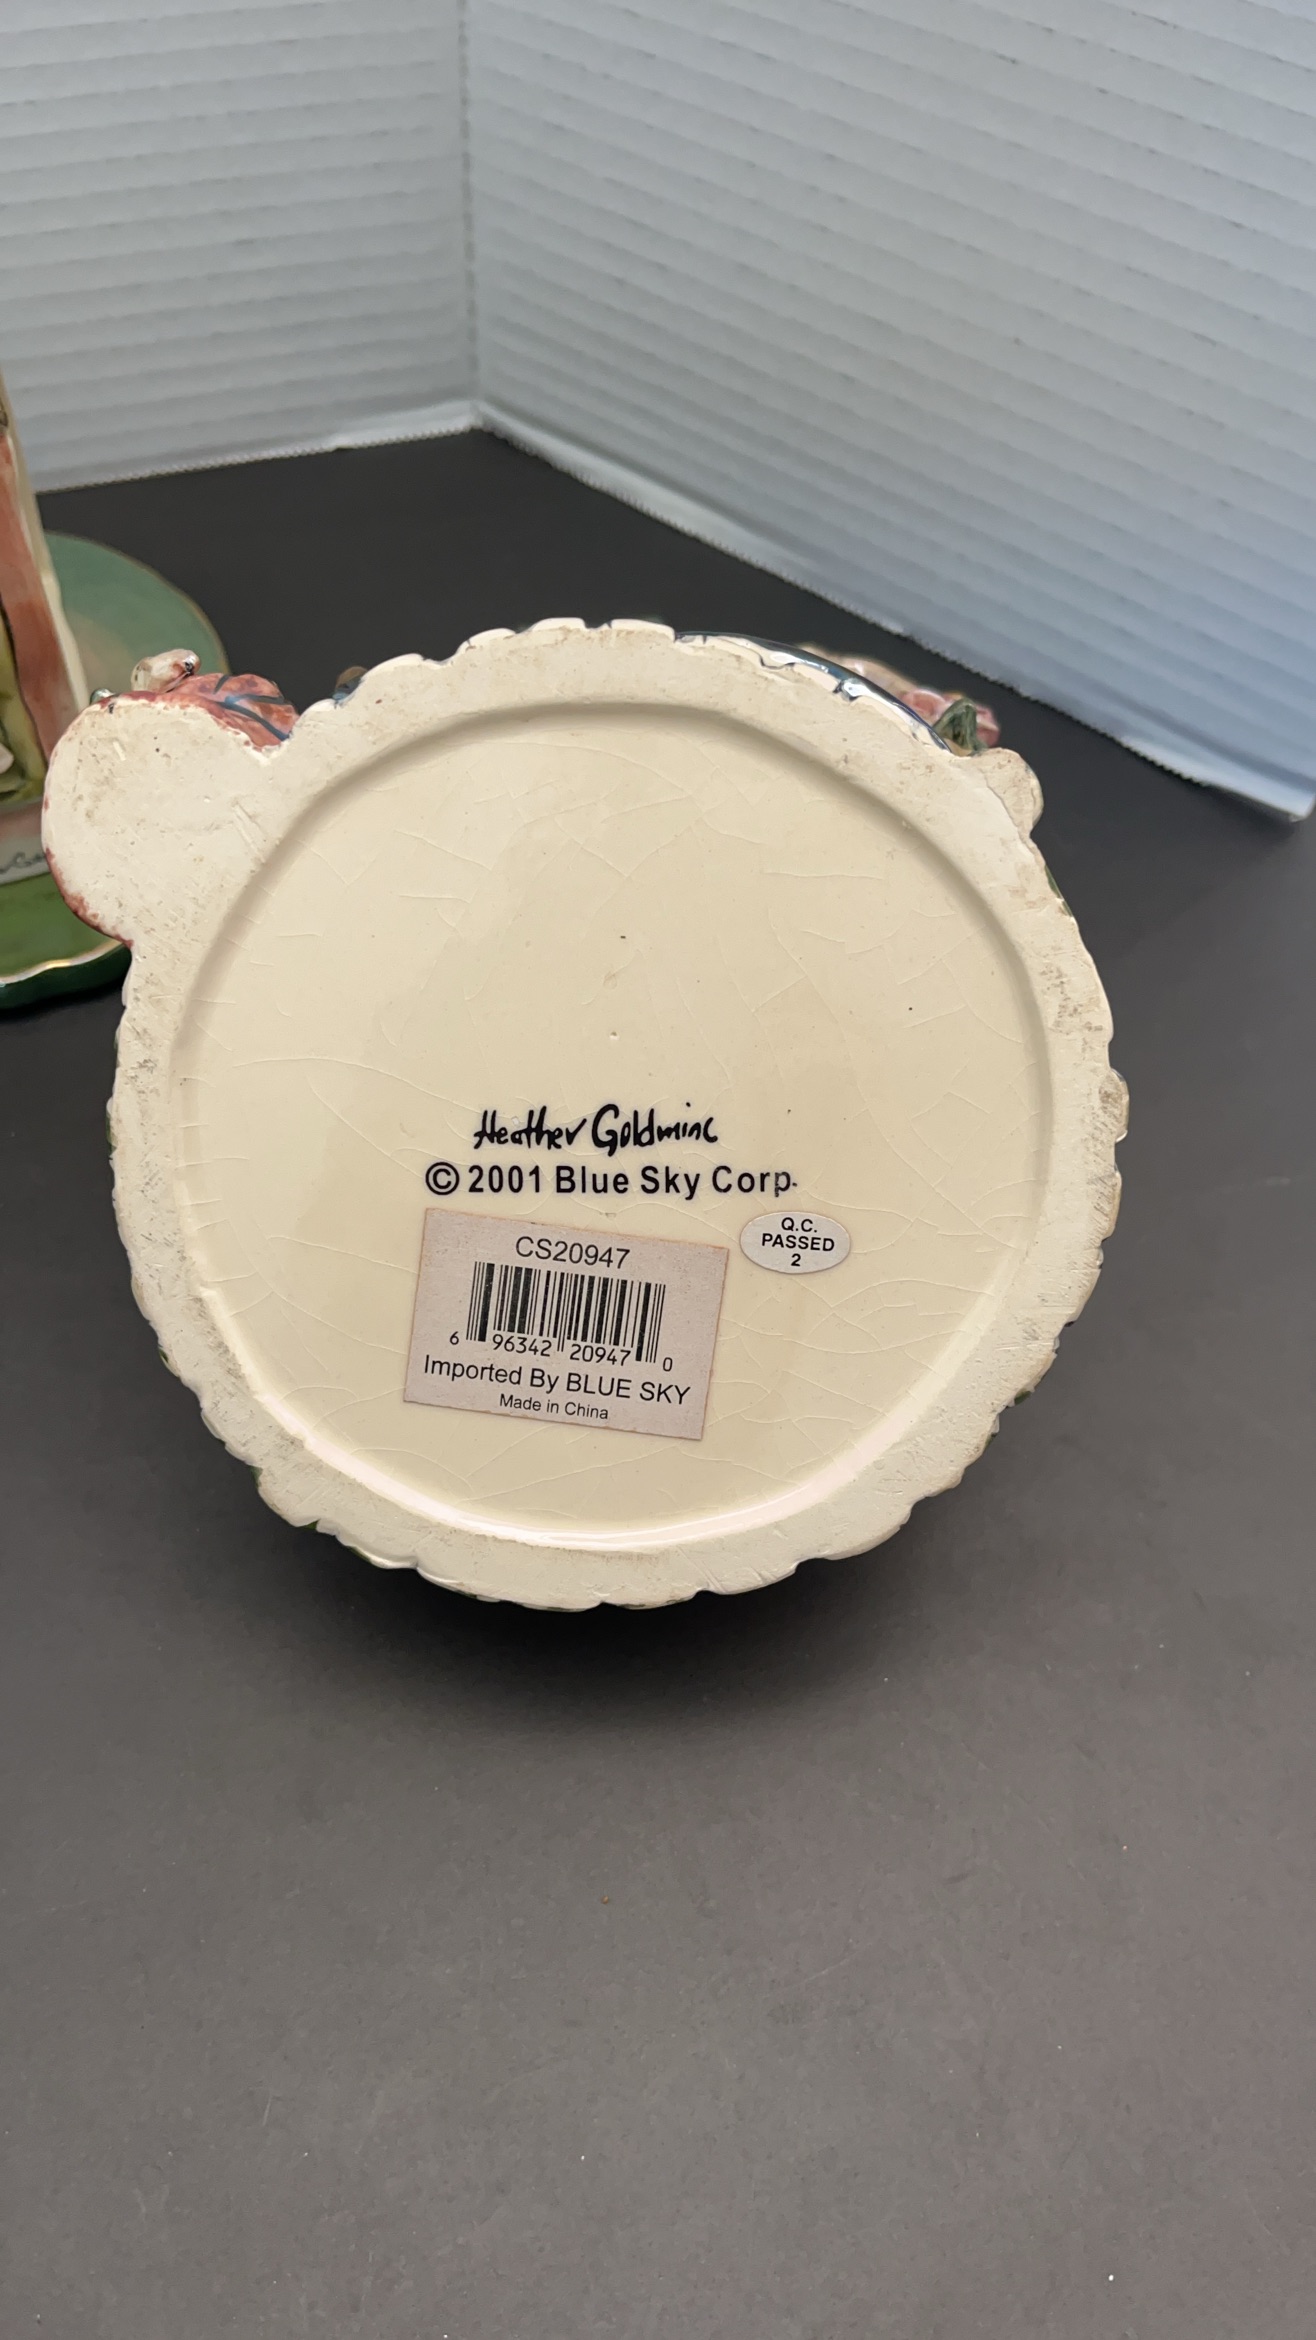 Heather Goldminc
© 2001 Blue Sky Corp.
Q.C.
PASSED
2
CS20947
6 96342 20947 0
Imported By BLUE SKY
Made in China